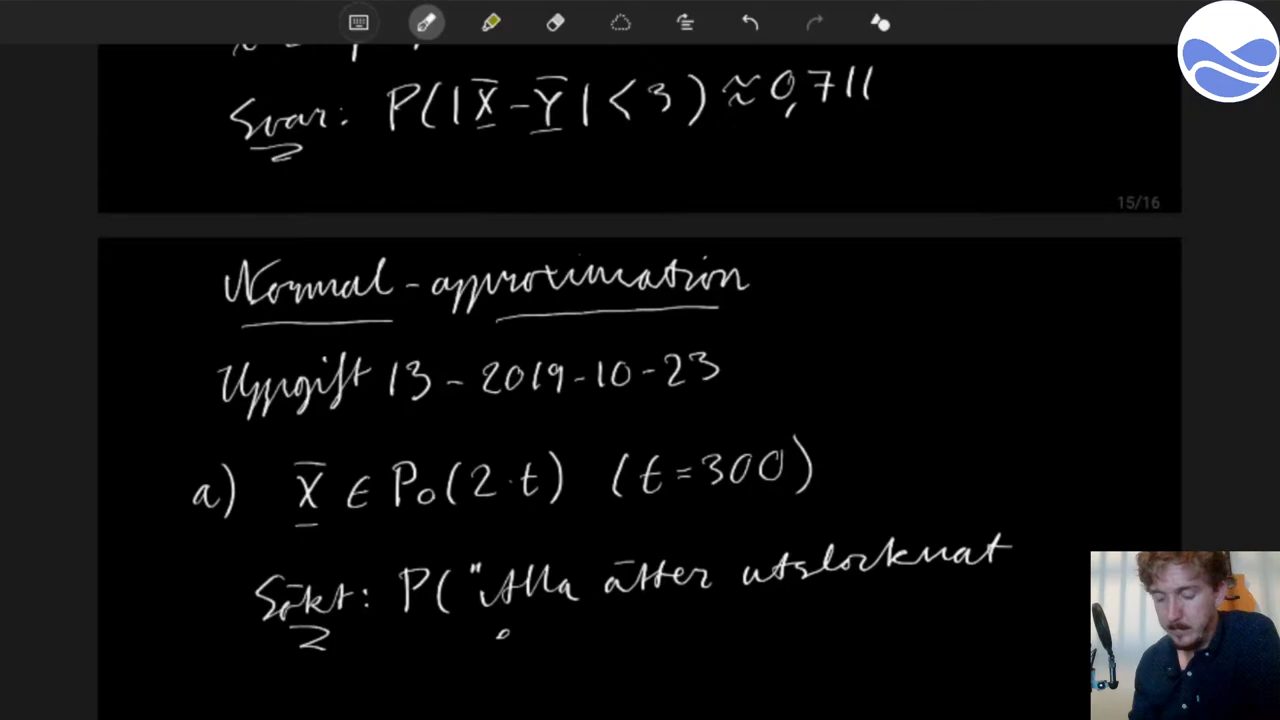 Svar: P(|X̄ - Ȳ| < 3) ≈ 0,711
15/16
Normal-approximation
Uppgift 13 - 2019-10-23
a) X̄ ∈ Po(2·t) (t=300)
Sökt: P("Alla ätter utslocknat